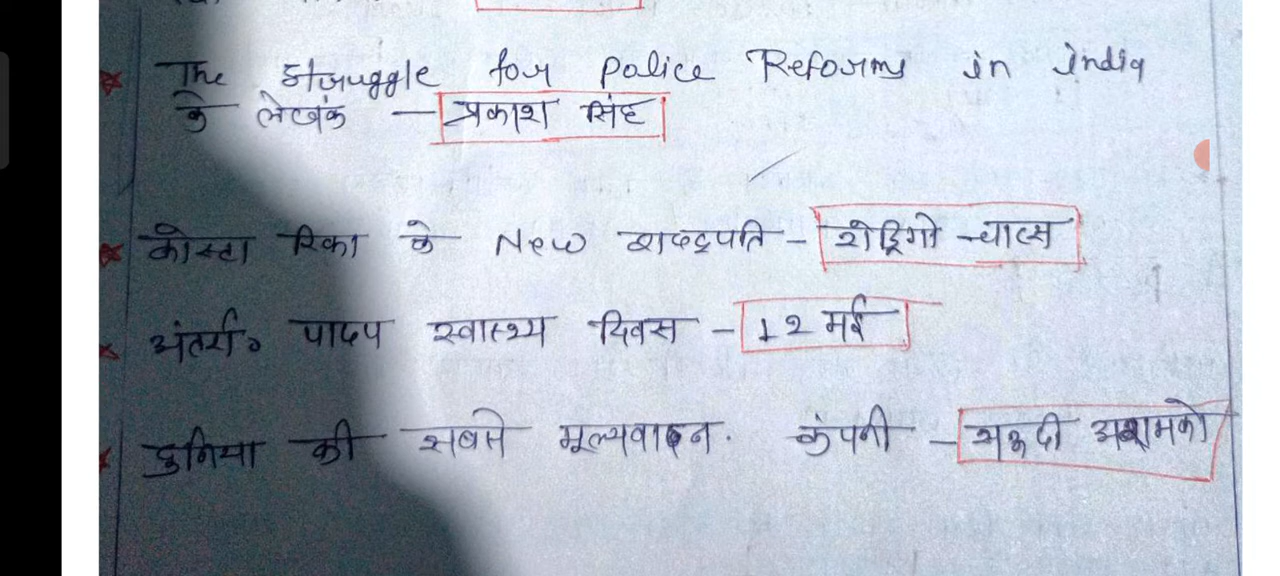 The Struggle for Police Reforms in India
के लेखक – प्रकाश सिंह
कोस्टा रिका के New राष्ट्रपति – रोड्रिगो चाल्स
अंतर्रा॰ पादप स्वास्थ्य दिवस – 12 मई
दुनिया की सबसे मूल्यवान. कंपनी – सऊदी अरामको